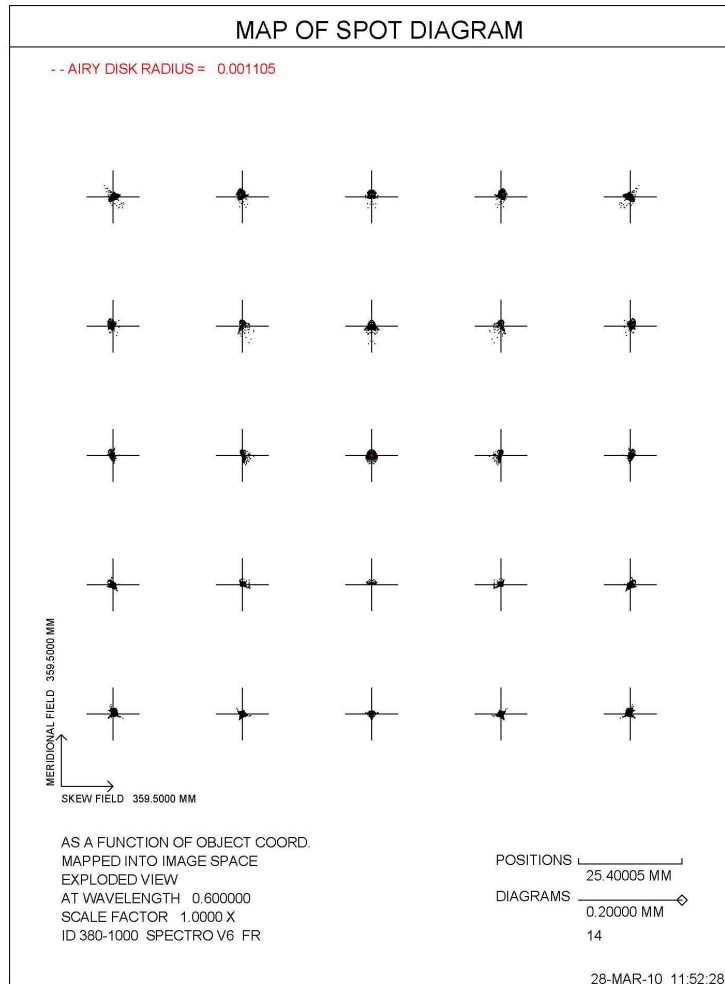 MAP OF SPOT DIAGRAM
- - AIRY DISK RADIUS = 0.001105
MERIDIONAL FIELD 359.5000 MM
SKEW FIELD 359.5000 MM
AS A FUNCTION OF OBJECT COORD.
MAPPED INTO IMAGE SPACE
EXPLODED VIEW
AT WAVELENGTH 0.600000
SCALE FACTOR 1.0000 X
ID 380-1000 SPECTRO V6 FR
POSITIONS
25.40005 MM
DIAGRAMS
0.20000 MM
14
28-MAR-10 11:52:28